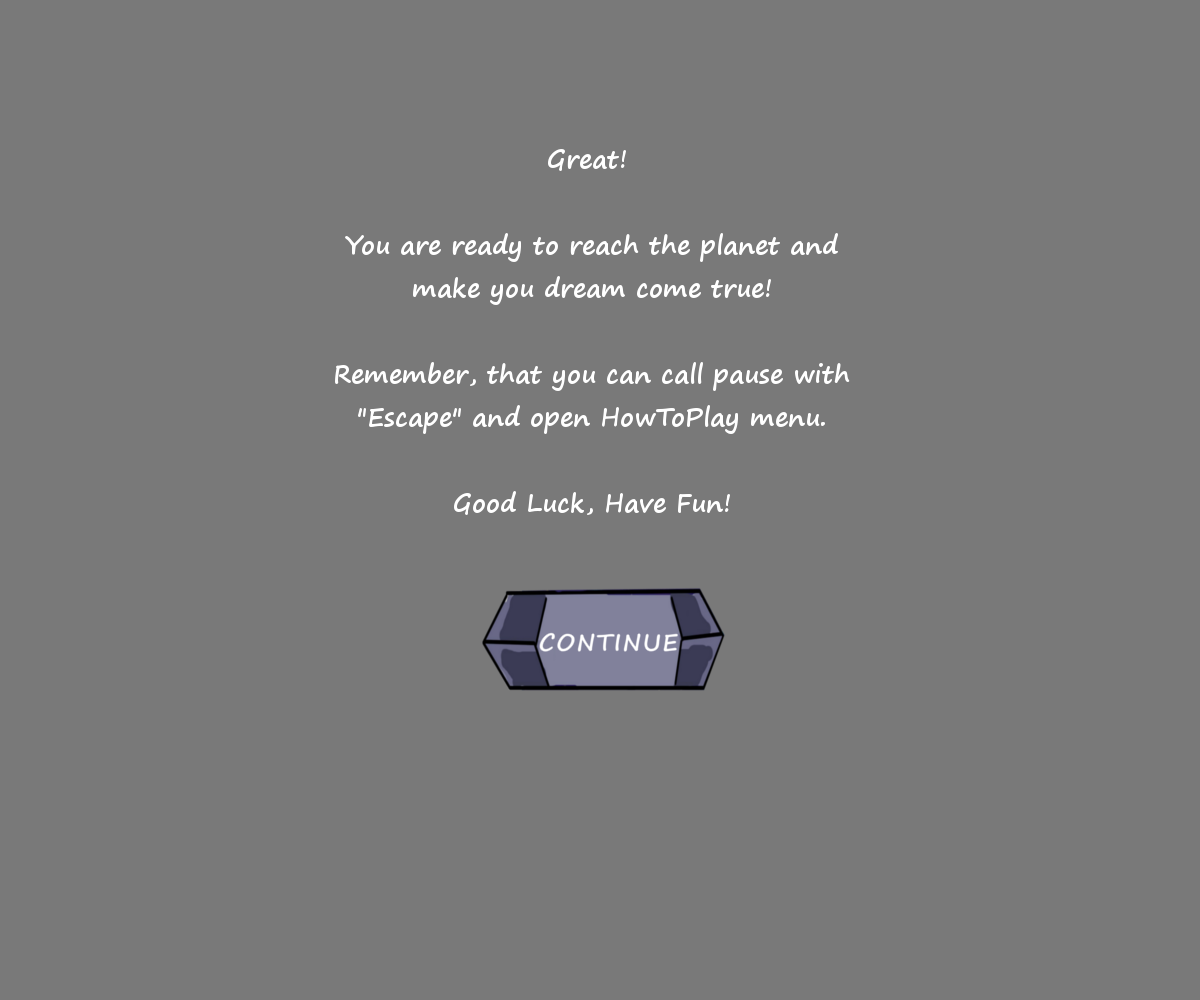 Great!
You are ready to reach the planet and
make you dream come true!
Remember, that you can call pause with
"Escape" and open HowToPlay menu.
Good Luck, Have Fun!
CONTINUE